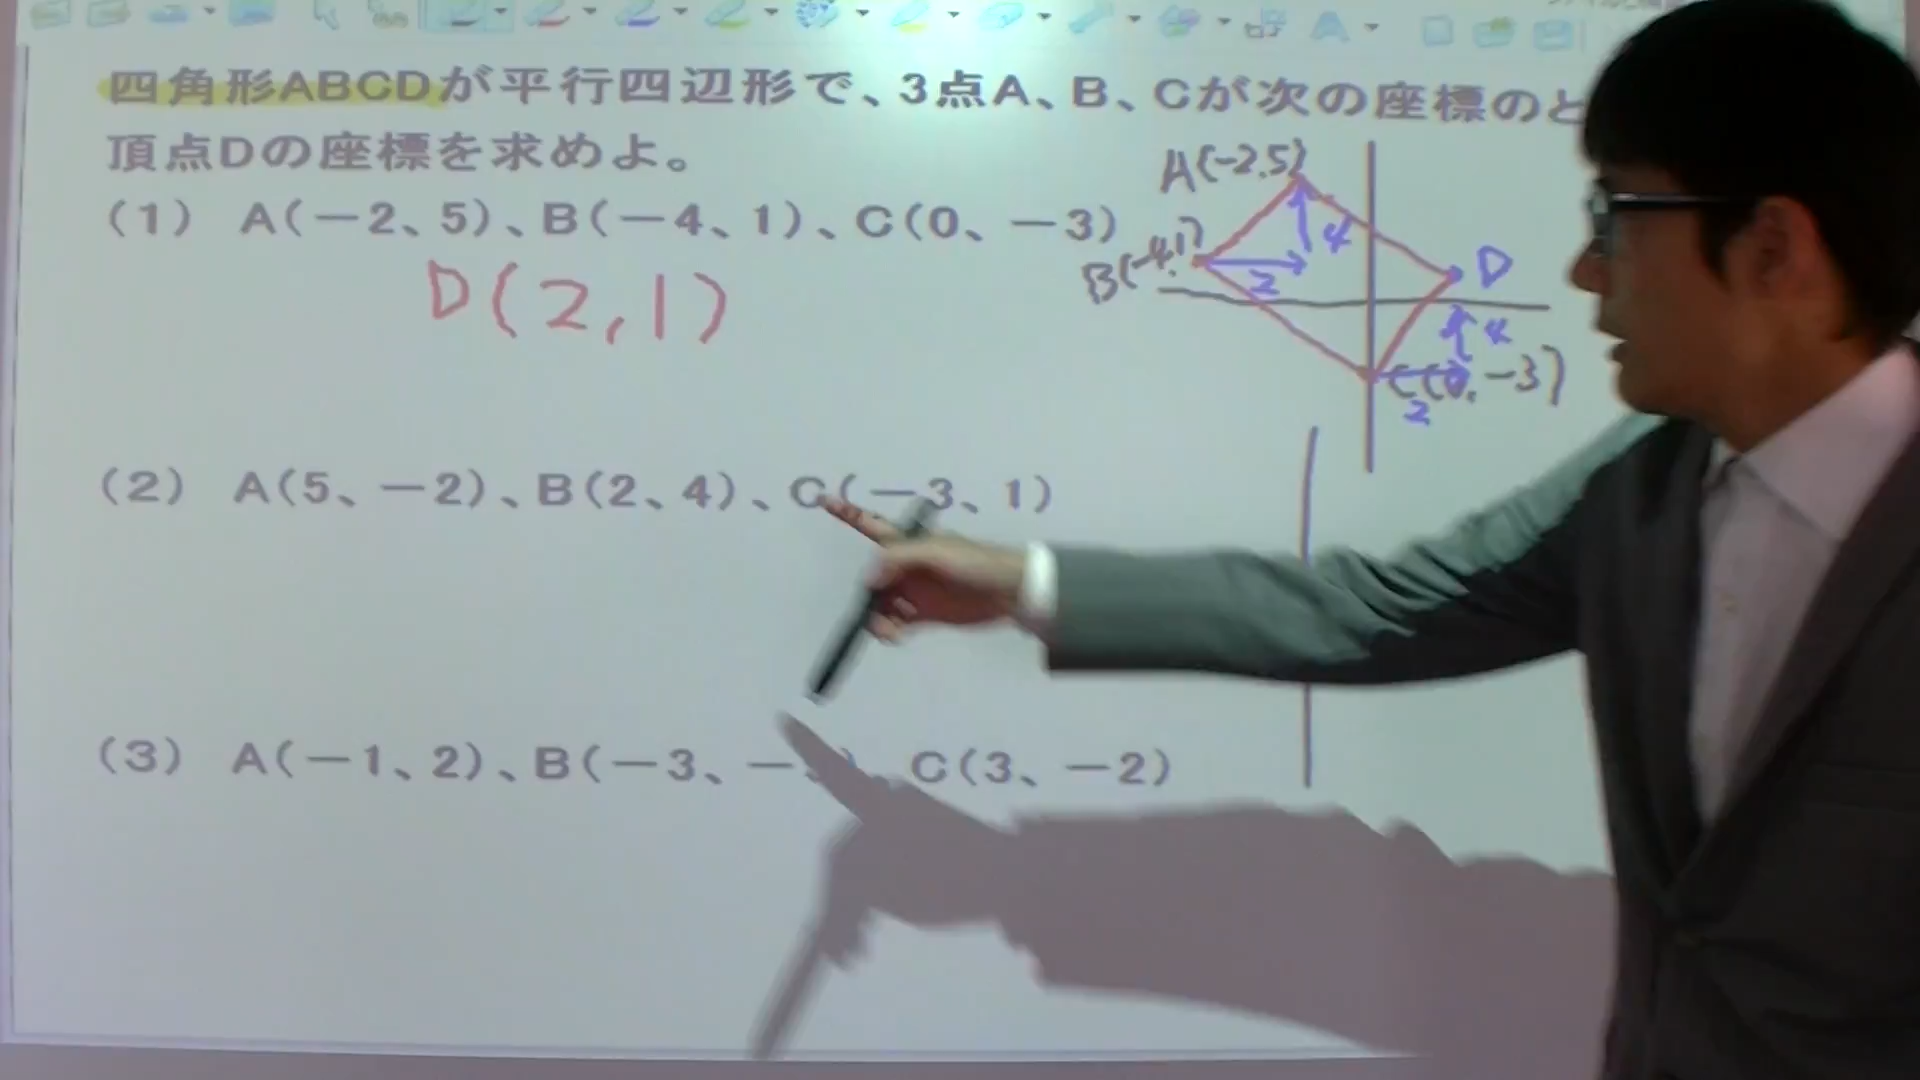 四角形ABCDが平行四辺形で、3点A、B、Cが次の座標のと
頂点Dの座標を求めよ。
(1) A(-2、5)、B(-4、1)、C(0、-3)
D(2,1)
A(-2.5)
4
B(-4,1)
2
D
4
C(0,-3)
2
(2) A(5、-2)、B(2、4)、C(-3、1)
(3) A(-1、2)、B(-3、- )、C(3、-2)